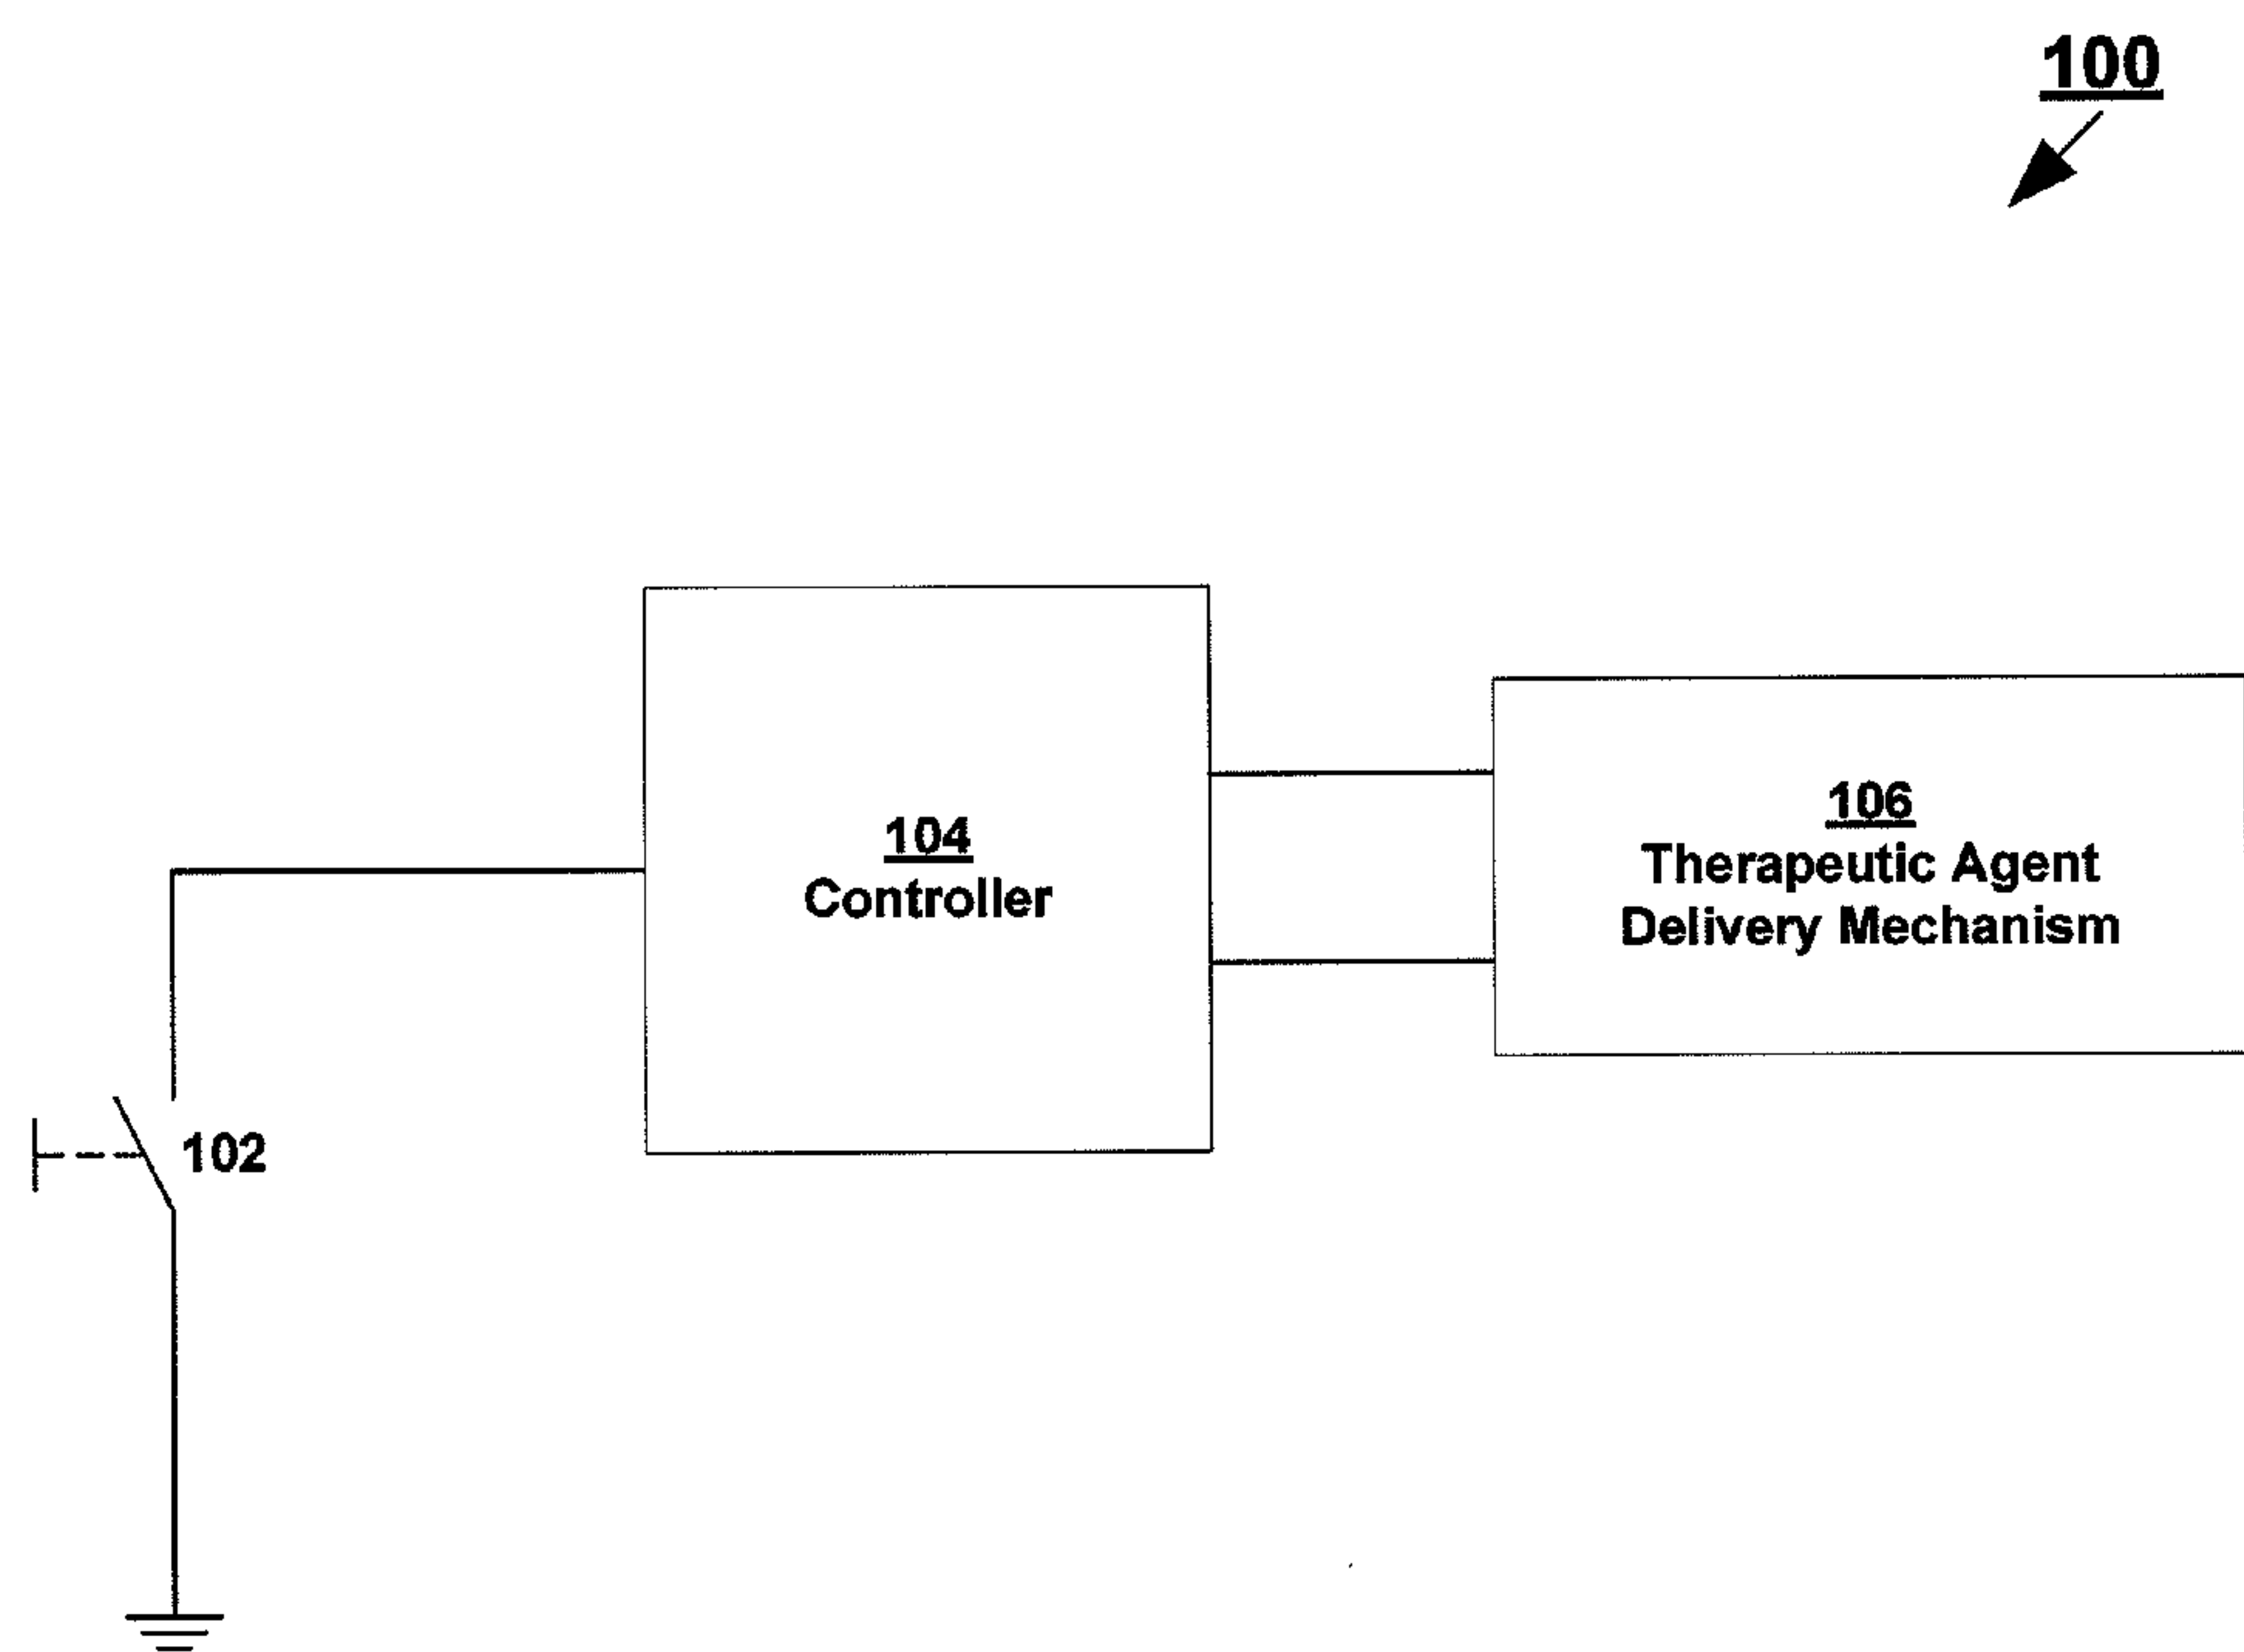 100
104
Controller
106
Therapeutic Agent
Delivery Mechanism
102